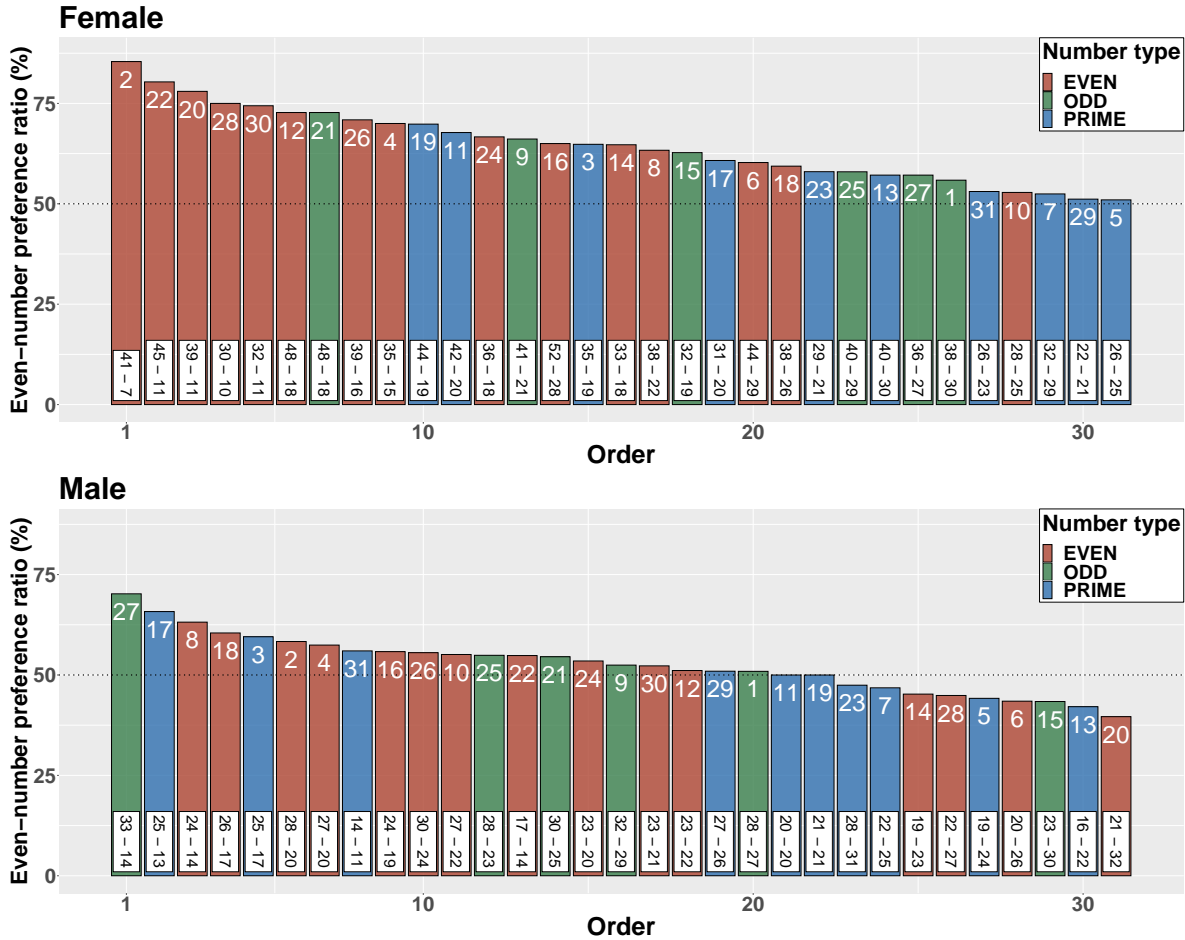 Female
Even−number preference ratio (%)
75
50
25
0
Number type
EVEN
ODD
PRIME
2 22 20 28 30 12 21 26 4 19 11 24 9 16 3 14 8 15 17 6 18 23 25 13 27 1 31 10 7 29 5
41 − 7
45 − 11
39 − 11
30 − 10
32 − 11
48 − 18
48 − 18
39 − 16
35 − 15
44 − 19
42 − 20
36 − 18
41 − 21
52 − 28
35 − 19
33 − 18
38 − 22
32 − 19
31 − 20
44 − 29
38 − 26
29 − 21
40 − 29
40 − 30
36 − 27
38 − 30
26 − 23
28 − 25
32 − 29
22 − 21
26 − 25
1 10 20 30
Order
Male
Even−number preference ratio (%)
75
50
25
0
Number type
EVEN
ODD
PRIME
27 17 8 18 3 2 4 31 16 26 10 25 22 21 24 9 30 12 29 1 11 19 23 7 14 28 5 6 15 13 20
33 − 14
25 − 13
24 − 14
26 − 17
25 − 17
28 − 20
27 − 20
14 − 11
24 − 19
30 − 24
27 − 22
28 − 23
17 − 14
30 − 25
23 − 20
32 − 29
23 − 21
23 − 22
27 − 26
28 − 27
20 − 20
21 − 21
28 − 31
22 − 25
19 − 23
22 − 27
19 − 24
20 − 26
23 − 30
16 − 22
21 − 32
1 10 20 30
Order